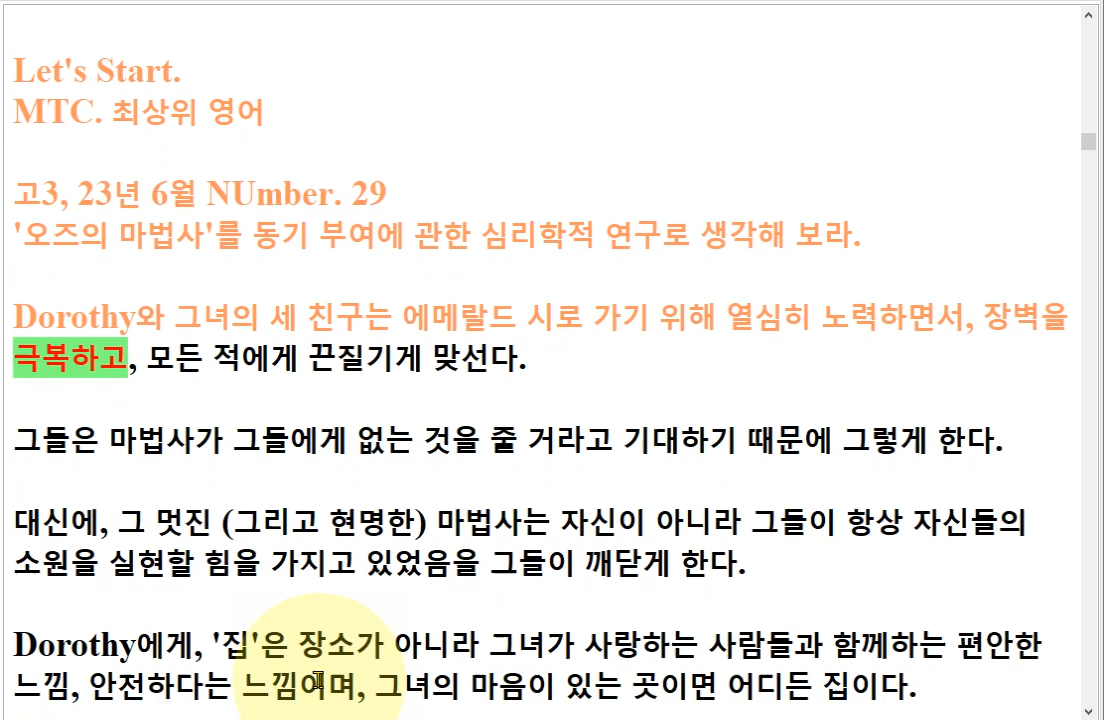 Let's Start.
MTC. 최상위 영어
고3, 23년 6월 NUmber. 29
'오즈의 마법사'를 동기 부여에 관한 심리학적 연구로 생각해 보라.
Dorothy와 그녀의 세 친구는 에메랄드 시로 가기 위해 열심히 노력하면서, 장벽을
극복하고, 모든 적에게 끈질기게 맞선다.
그들은 마법사가 그들에게 없는 것을 줄 거라고 기대하기 때문에 그렇게 한다.
대신에, 그 멋진 (그리고 현명한) 마법사는 자신이 아니라 그들이 항상 자신들의
소원을 실현할 힘을 가지고 있었음을 그들이 깨닫게 한다.
Dorothy에게, '집'은 장소가 아니라 그녀가 사랑하는 사람들과 함께하는 편안한
느낌, 안전하다는 느낌이며, 그녀의 마음이 있는 곳이면 어디든 집이다.